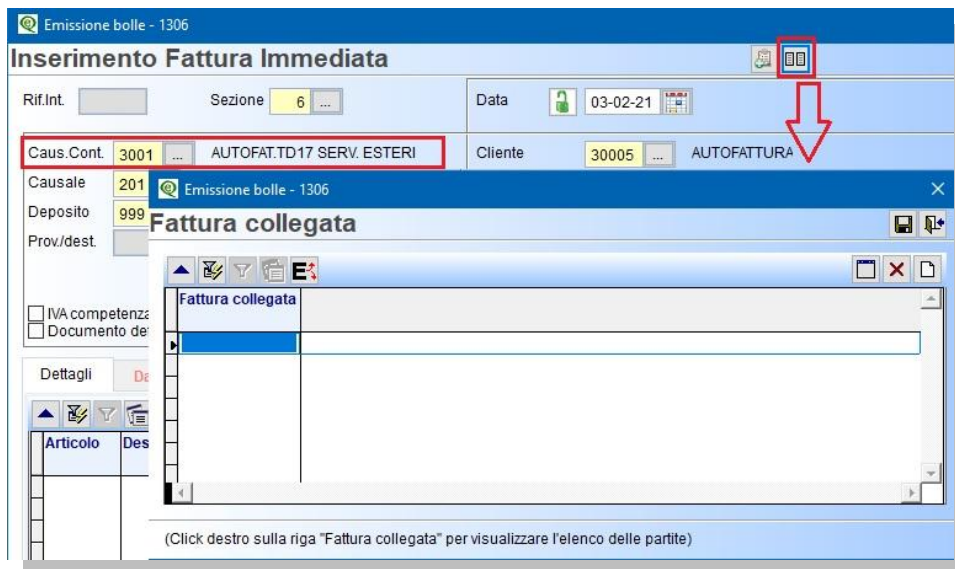 Emissione bolle - 1306
Inserimento Fattura Immediata
Rif.Int. Sezione 6 ... Data 03-02-21
Caus.Cont. 3001 ... AUTOFAT.TD17 SERV. ESTERI Cliente 30005 ... AUTOFATTURA
Causale 201
Deposito 999
Prov./dest.
IVA competenza
Documento de
Dettagli Da
Articolo Des
Emissione bolle - 1306
Fattura collegata
E
Fattura collegata
(Click destro sulla riga "Fattura collegata" per visualizzare l'elenco delle partite)